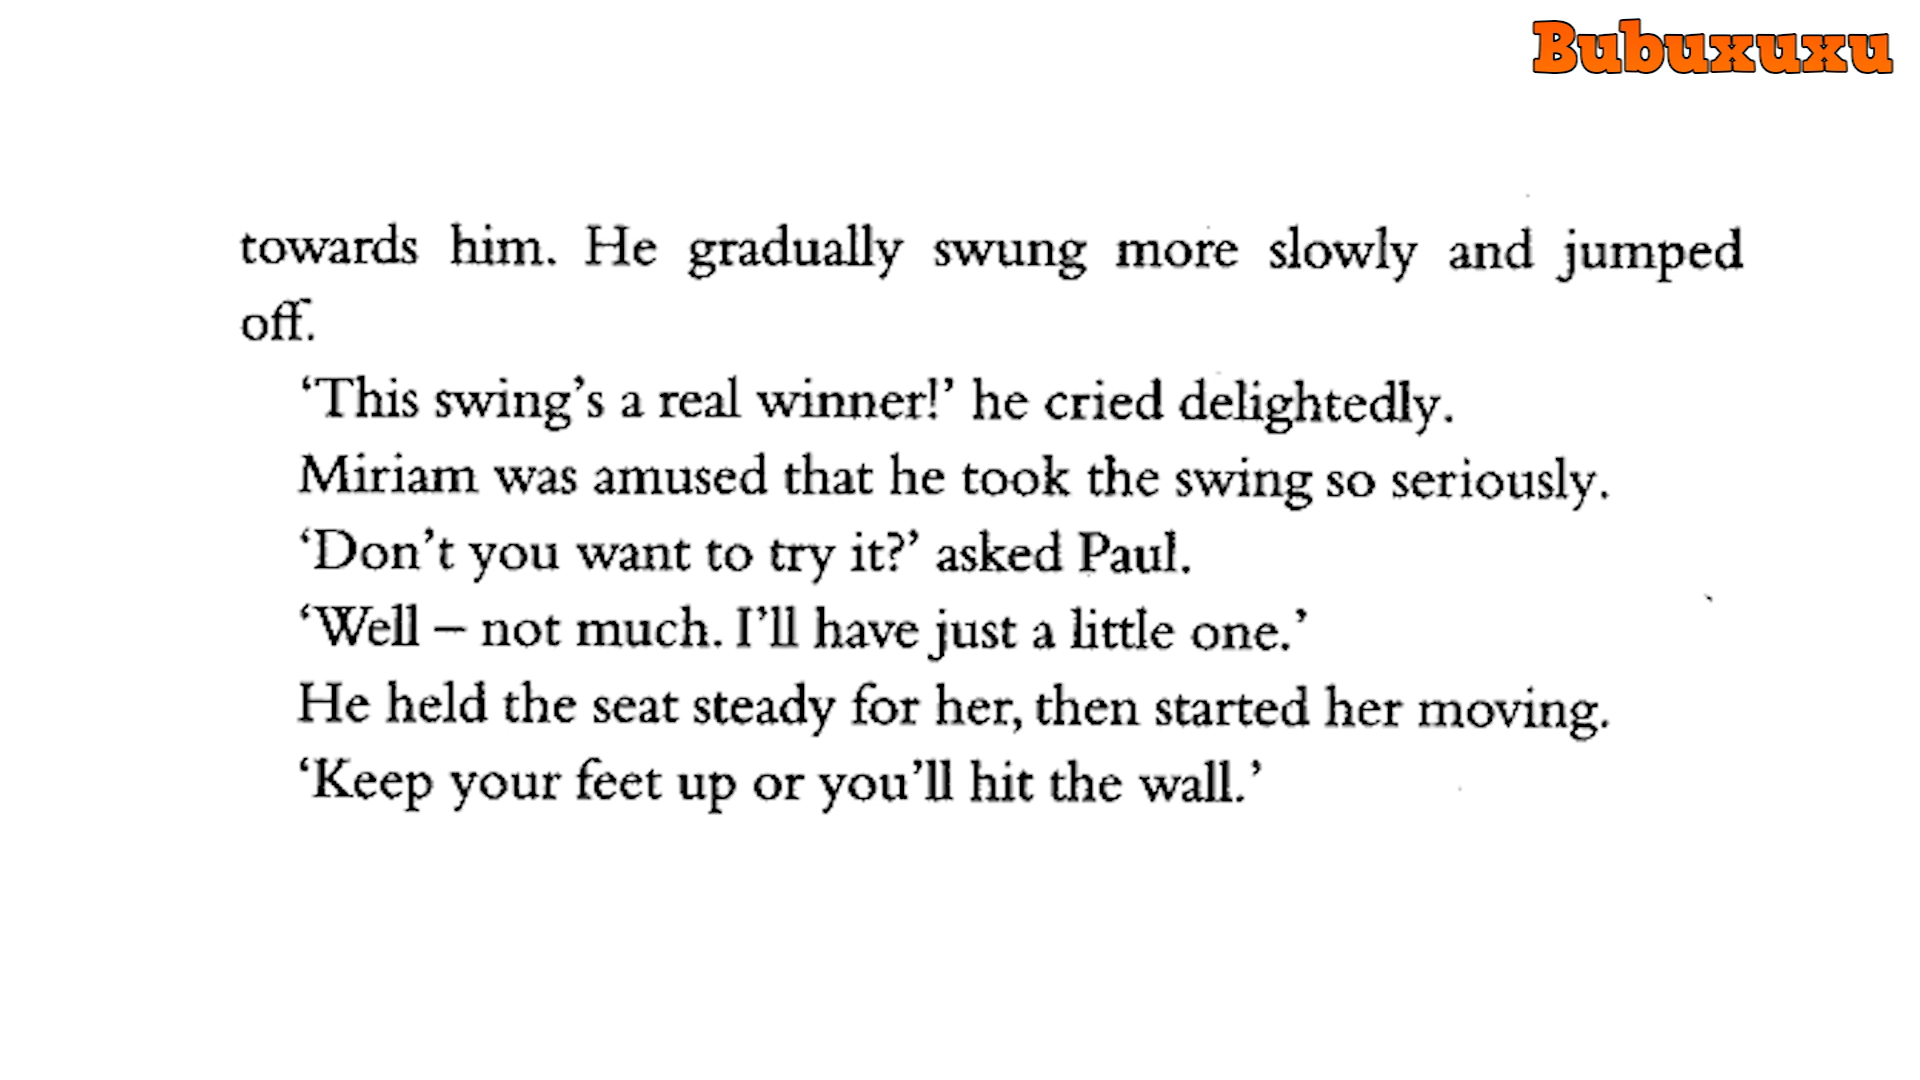 Bubuxuxu
towards him. He gradually swung more slowly and jumped
off.
‘This swing’s a real winner!’ he cried delightedly.
Miriam was amused that he took the swing so seriously.
‘Don’t you want to try it?’ asked Paul.
‘Well – not much. I’ll have just a little one.’
He held the seat steady for her, then started her moving.
‘Keep your feet up or you’ll hit the wall.’